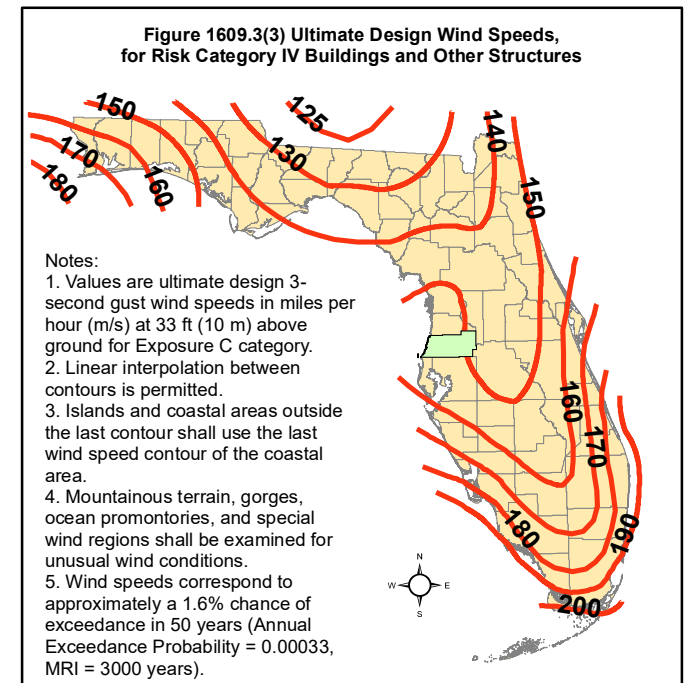 Figure 1609.3(3) Ultimate Design Wind Speeds,
for Risk Category IV Buildings and Other Structures
125
150
140
130
170
160
180
150
Notes:
1. Values are ultimate design 3-
second gust wind speeds in miles per
hour (m/s) at 33 ft (10 m) above
ground for Exposure C category.
2. Linear interpolation between
contours is permitted.
3. Islands and coastal areas outside
the last contour shall use the last
wind speed contour of the coastal
area.
4. Mountainous terrain, gorges,
ocean promontories, and special
wind regions shall be examined for
unusual wind conditions.
5. Wind speeds correspond to
approximately a 1.6% chance of
exceedance in 50 years (Annual
Exceedance Probability = 0.00033,
MRI = 3000 years).
160
170
180
190
200
N
W
E
S